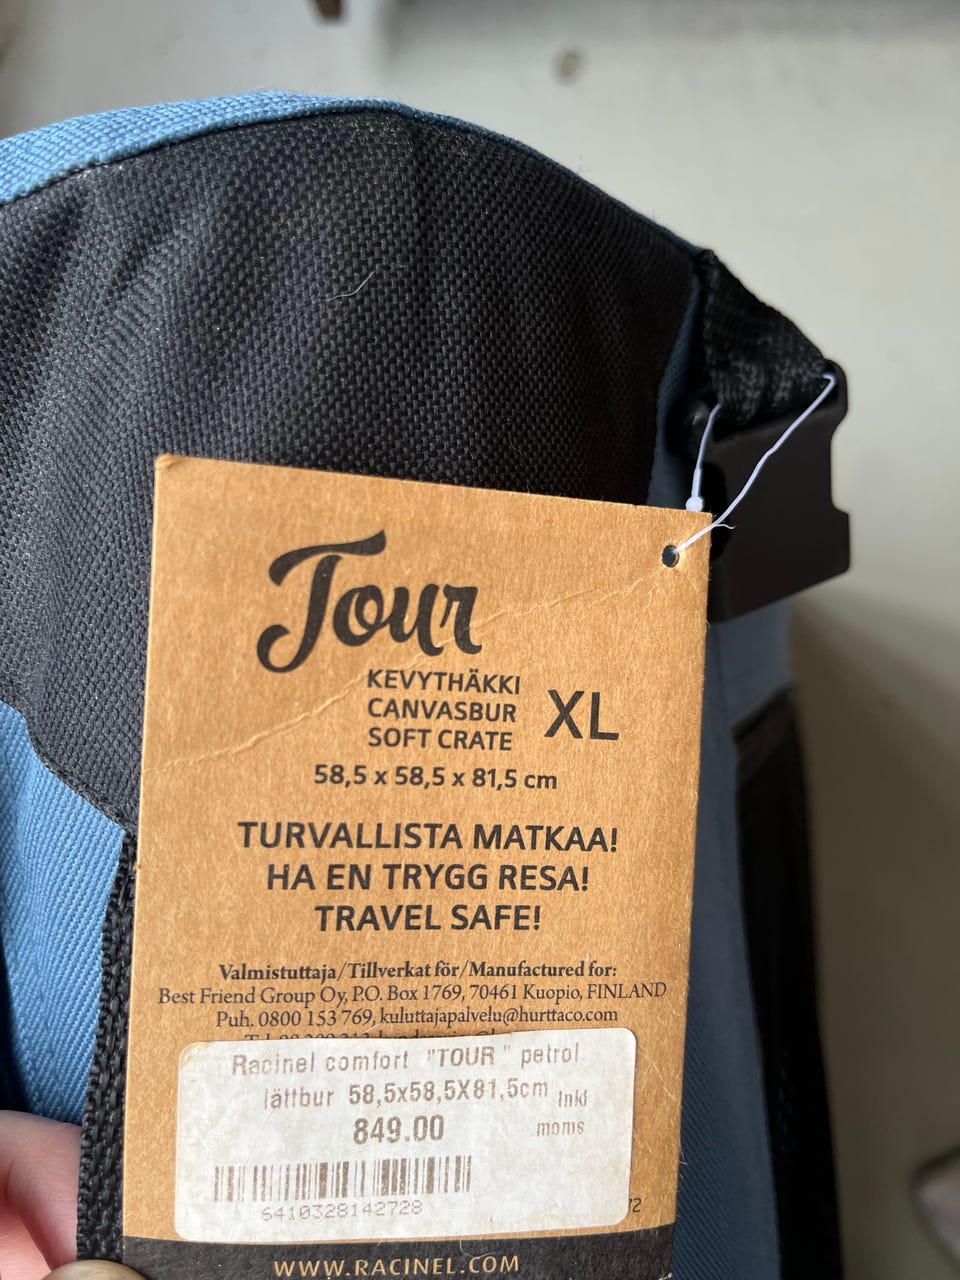 Tour
KEVYTHÄKKI
CANVASBUR
SOFT CRATE
XL
58,5 x 58,5 x 81,5 cm
TURVALLISTA MATKAA!
HA EN TRYGG RESA!
TRAVEL SAFE!
Valmistuttaja/Tillverkat för/Manufactured for:
Best Friend Group Oy, P.O. Box 1769, 70461 Kuopio, FINLAND
Puh. 0800 153 769, kuluttajapalvelu@hurttaco.com
Racinel comfort "TOUR " petrol
lättbur 58,5x58,5X81,5cm Inkl
849.00 moms
6410328142728
72
WWW.RACINEL.COM